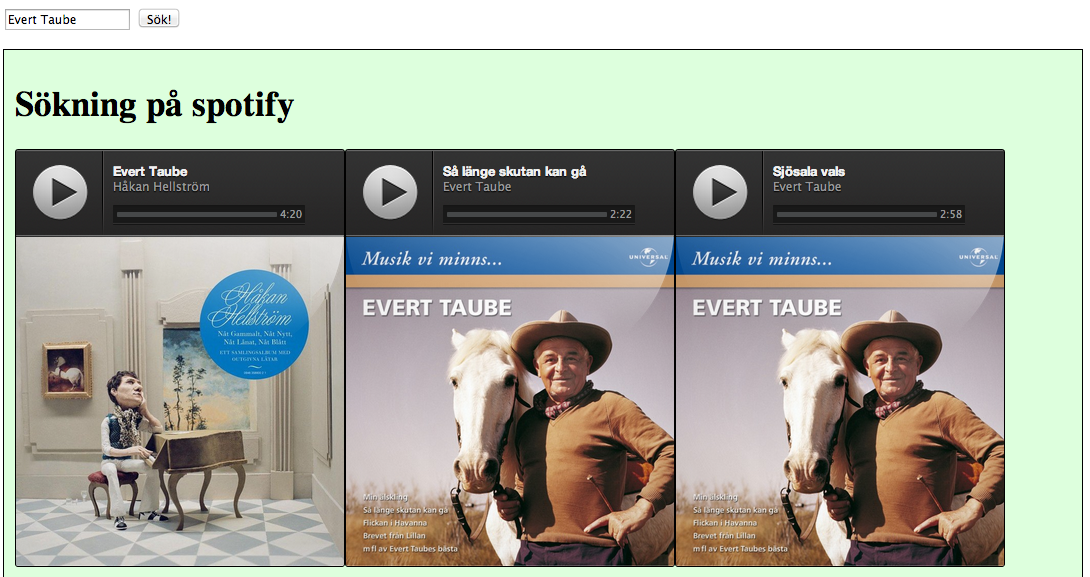 Evert Taube Sök!
Sökning på spotify
Evert Taube
Håkan Hellström
4:20
Så länge skutan kan gå
Evert Taube
2:22
Sjösala vals
Evert Taube
2:58
Håkan
Hellström
Nåt Gammalt, Nåt Nytt,
Nåt Lånat, Nåt Blått
ETT SAMLINGSALBUM MED
OUTGIVNA LÅTAR
Musik vi minns...
UNIVERSAL
EVERT TAUBE
Min älskling
Så länge skutan kan gå
Flickan i Havanna
Brevet från Lillan
m fl av Evert Taubes bästa
Musik vi minns...
UNIVERSAL
EVERT TAUBE
Min älskling
Så länge skutan kan gå
Flickan i Havanna
Brevet från Lillan
m fl av Evert Taubes bästa